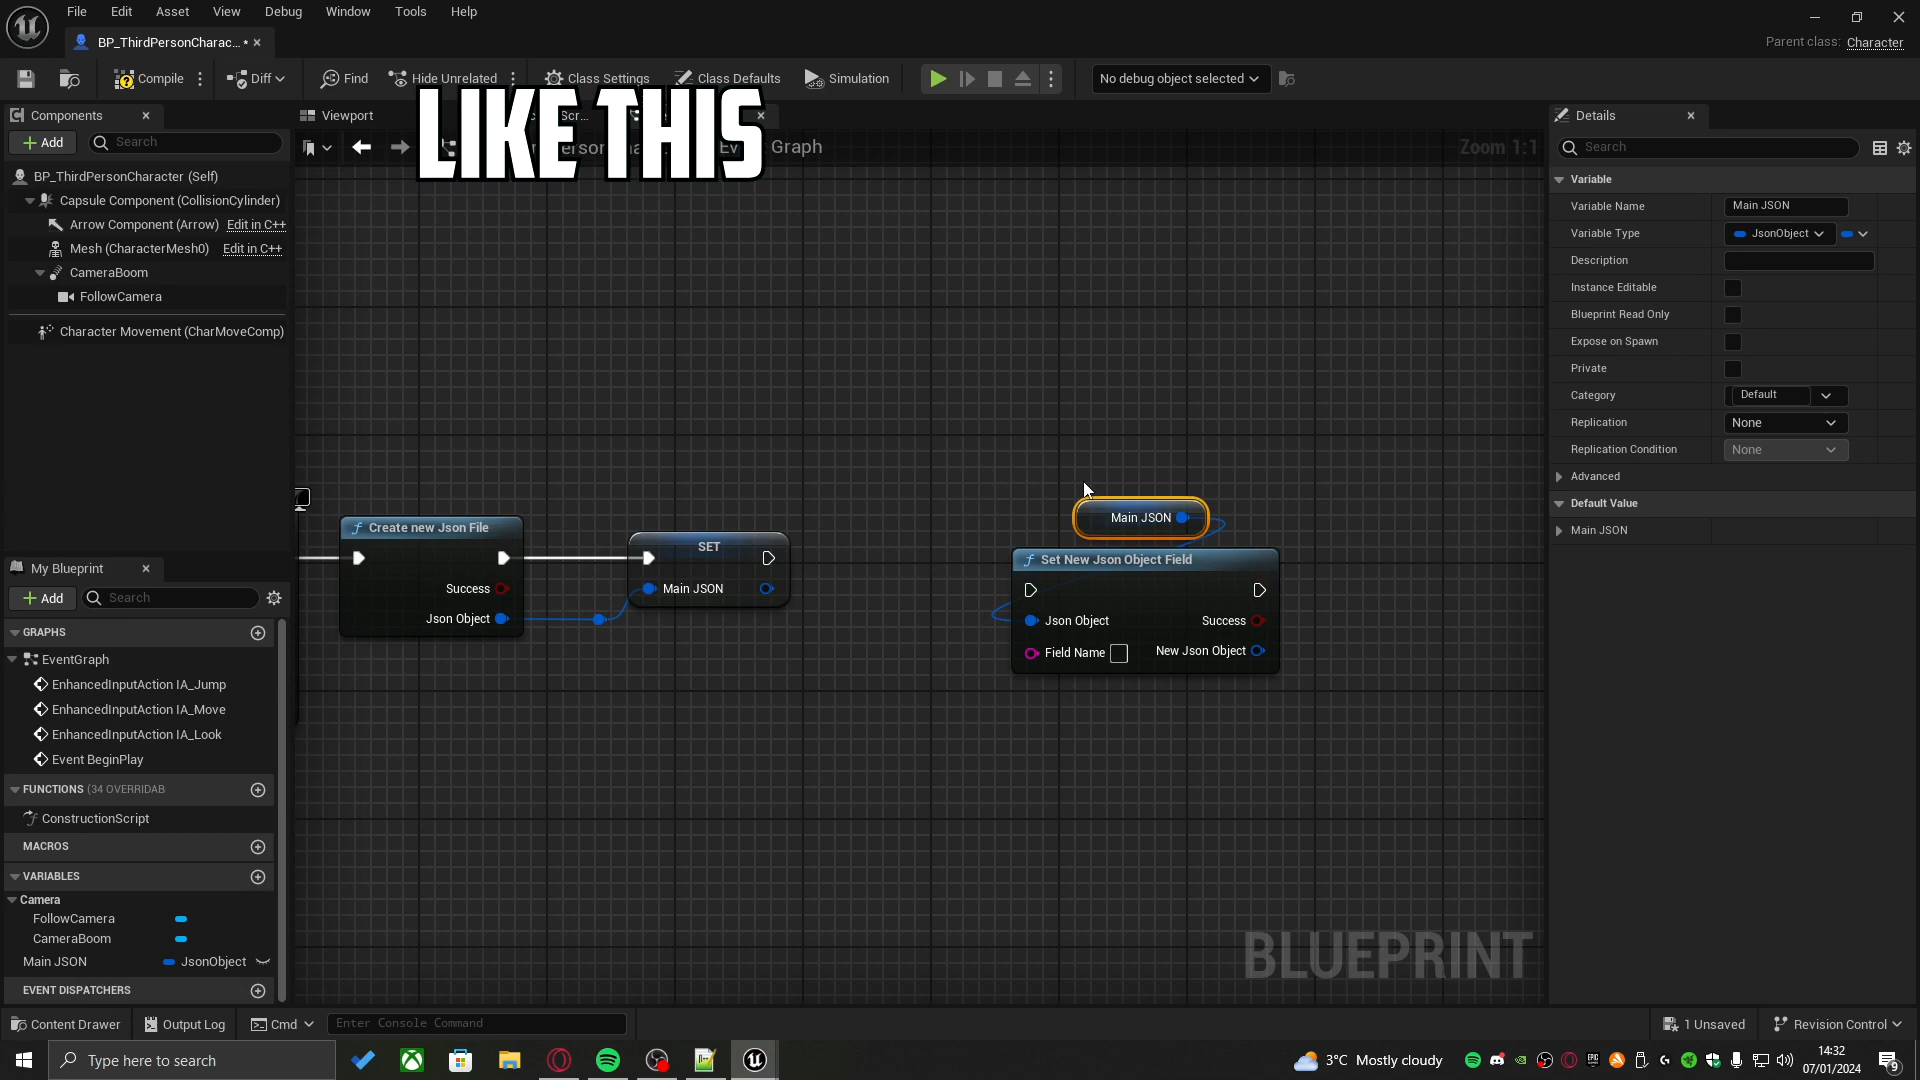 File Edit Asset View Debug Window Tools Help
BP_ThirdPersonCharac... •
Parent class: Character
Compile
Diff
Find
Hide Unrelated
Class Settings
Class Defaults
Simulation
No debug object selected
LIKE THIS
Components
Add
Search
BP_ThirdPersonCharacter (Self)
Capsule Component (CollisionCylinder)
Arrow Component (Arrow) Edit in C++
Mesh (CharacterMesh0) Edit in C++
CameraBoom
FollowCamera
Character Movement (CharMoveComp)
My Blueprint
Add
Search
GRAPHS
EventGraph
EnhancedInputAction IA_Jump
EnhancedInputAction IA_Move
EnhancedInputAction IA_Look
Event BeginPlay
FUNCTIONS (34 OVERRIDAB
ConstructionScript
MACROS
VARIABLES
Camera
FollowCamera
CameraBoom
Main JSON JsonObject
EVENT DISPATCHERS
Viewport
Scr...
Graph
Zoom 1:1
Create new Json File
Success
Json Object
SET
Main JSON
Main JSON
Set New Json Object Field
Json Object Success
Field Name New Json Object
BLUEPRINT
Details
Search
Variable
Variable Name Main JSON
Variable Type JsonObject
Description
Instance Editable
Blueprint Read Only
Expose on Spawn
Private
Category Default
Replication None
Replication Condition None
Advanced
Default Value
Main JSON
Content Drawer Output Log Cmd Enter Console Command
1 Unsaved Revision Control
Type here to search
3°C Mostly cloudy
14:32
07/01/2024
9